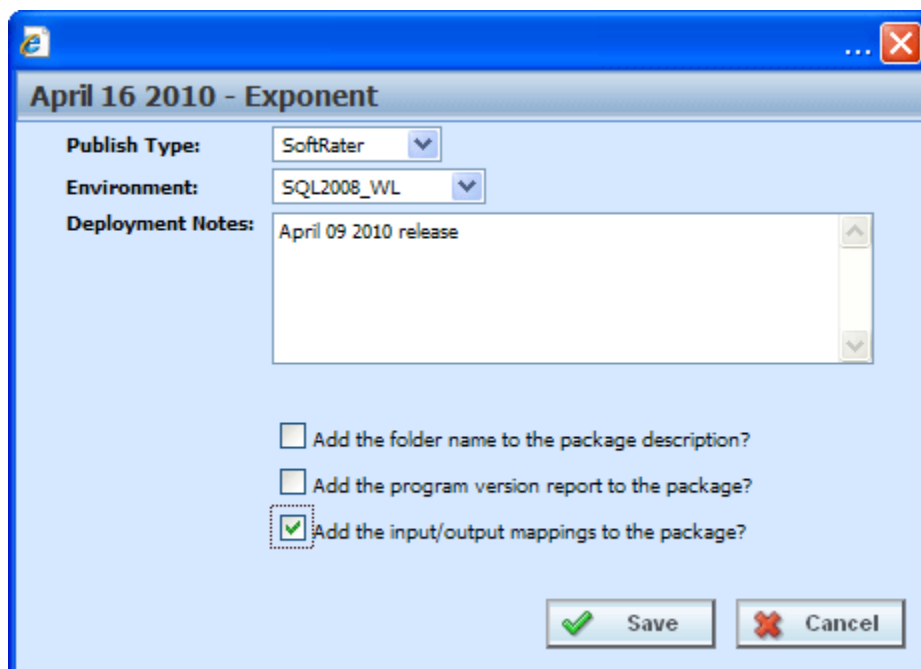 ...
April 16 2010 - Exponent
Publish Type: SoftRater
Environment: SQL2008_WL
Deployment Notes: April 09 2010 release
Add the folder name to the package description?
Add the program version report to the package?
Add the input/output mappings to the package?
Save Cancel